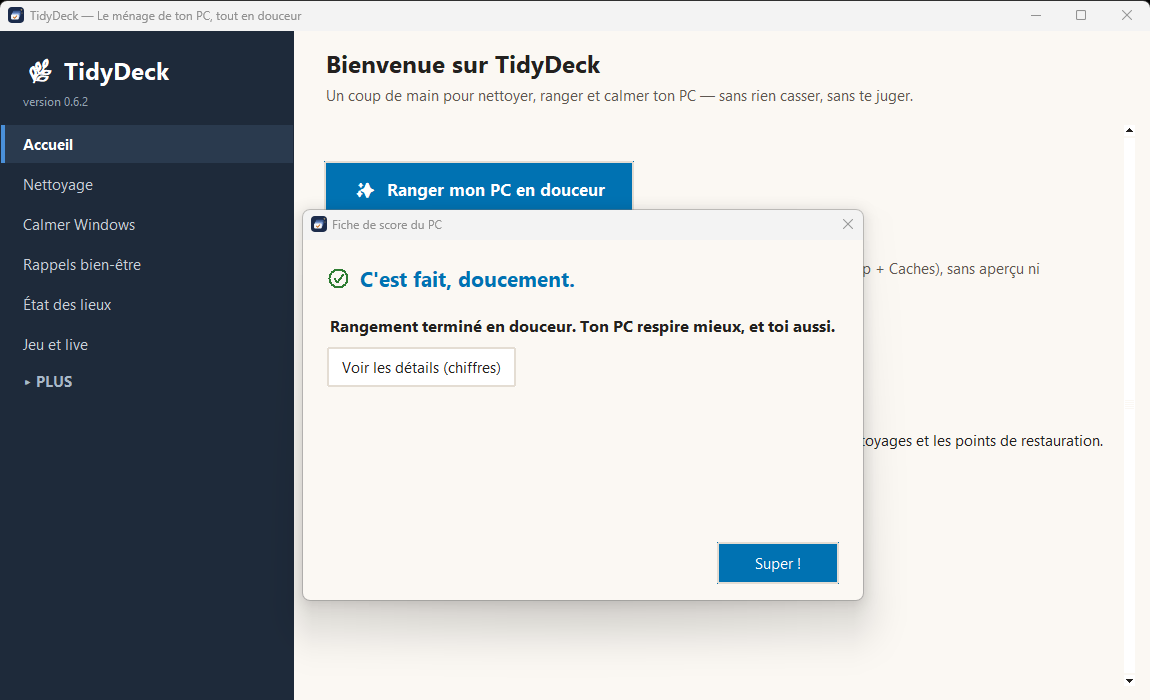 TidyDeck — Le ménage de ton PC, tout en douceur
TidyDeck
version 0.6.2
Accueil
Nettoyage
Calmer Windows
Rappels bien-être
État des lieux
Jeu et live
▸ PLUS
Bienvenue sur TidyDeck
Un coup de main pour nettoyer, ranger et calmer ton PC — sans rien casser, sans te juger.
Ranger mon PC en douceur
+ Caches), sans aperçu ni
et les points de restauration.
Fiche de score du PC
C'est fait, doucement.
Rangement terminé en douceur. Ton PC respire mieux, et toi aussi.
Voir les détails (chiffres)
Super !